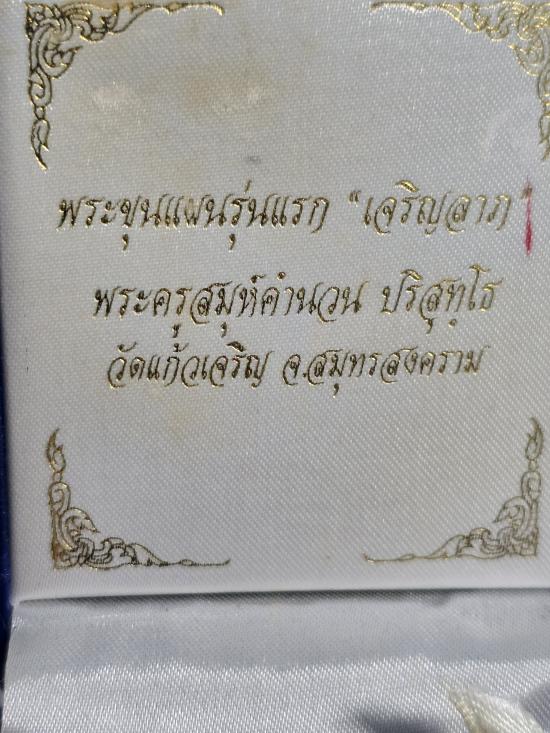 พระขุนแผนรุ่นแรก "เจริญลาภ"
พระครูสมุห์คำนวน ปริสุทฺโธ
วัดแก้วเจริญ จ.สมุทรสงคราม